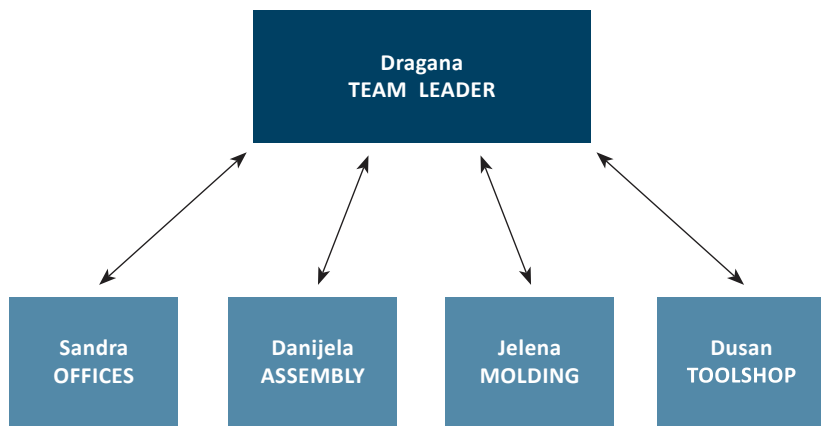 Dragana
TEAM LEADER
Sandra
OFFICES
Danijela
ASSEMBLY
Jelena
MOLDING
Dusan
TOOLSHOP